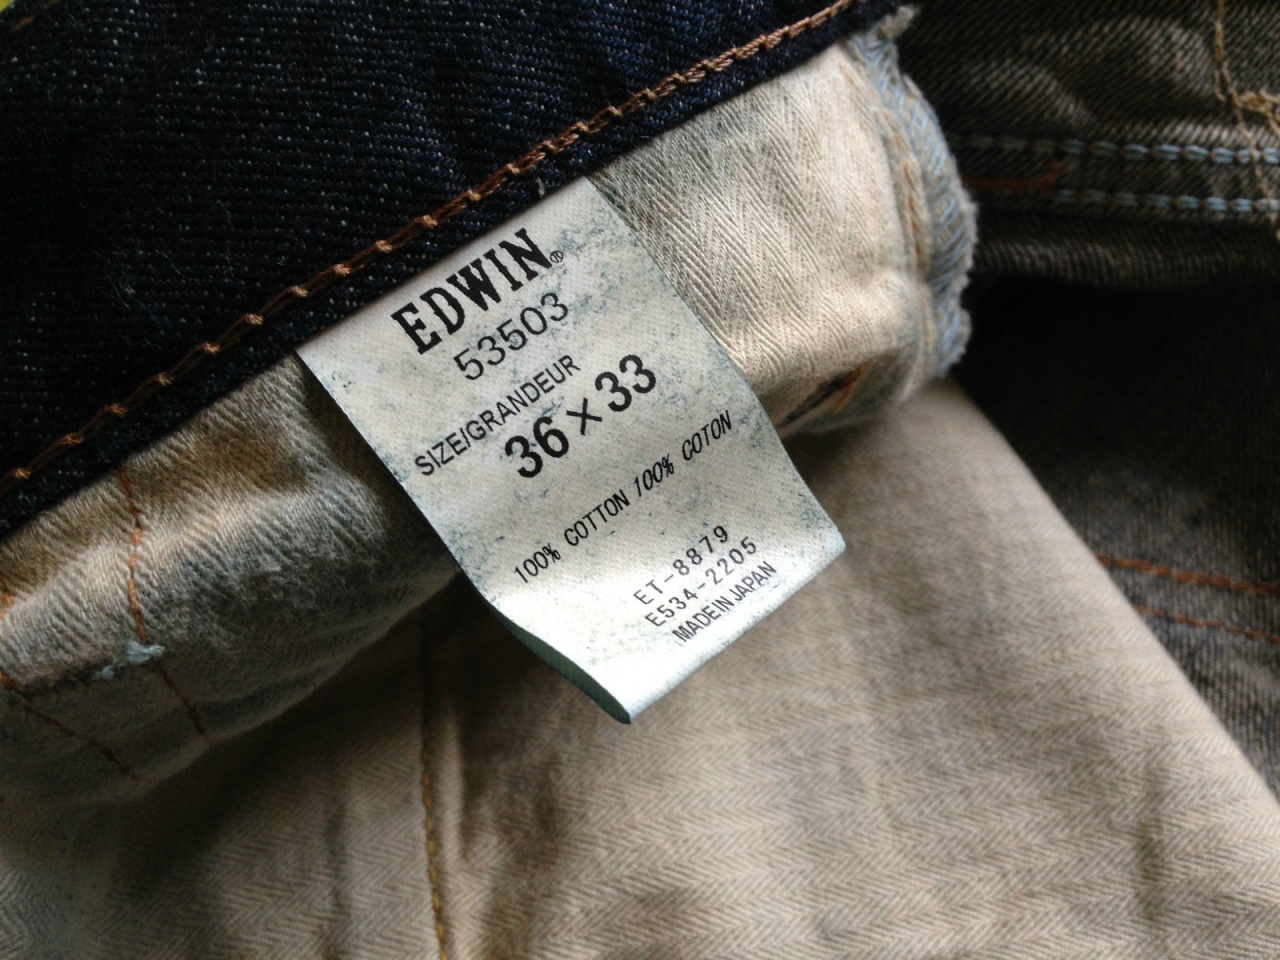 EDWIN®
53503
SIZE/GRANDEUR
36×33
100% COTTON 100% COTON
ET-8879
E534-2205
MADE IN JAPAN